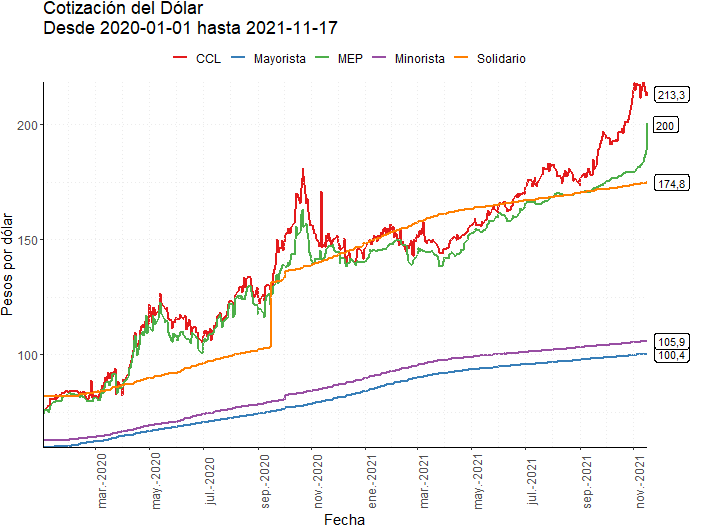 Cotización del Dólar
Desde 2020-01-01 hasta 2021-11-17
CCL Mayorista MEP Minorista Solidario
Pesos por dólar
200
150
100
213,3
200
174,8
105,9
100,4
mar.-2020
may.-2020
jul.-2020
sep.-2020
nov.-2020
ene.-2021
mar.-2021
may.-2021
jul.-2021
sep.-2021
nov.-2021
Fecha